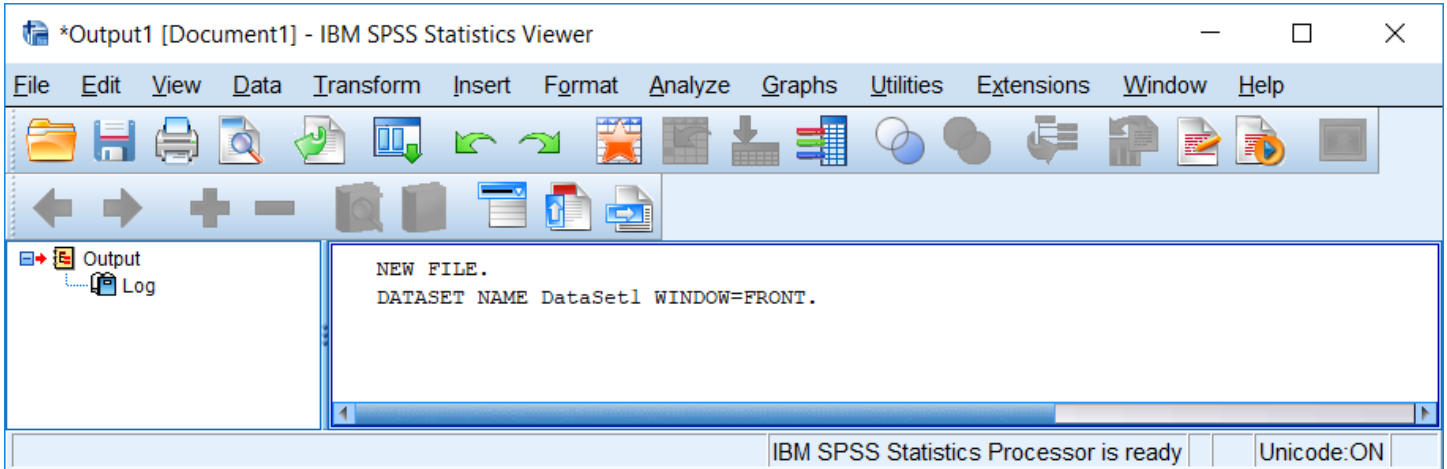 *Output1 [Document1] - IBM SPSS Statistics Viewer
File Edit View Data Transform Insert Format Analyze Graphs Utilities Extensions Window Help
Output
Log
NEW FILE.
DATASET NAME DataSet1 WINDOW=FRONT.
IBM SPSS Statistics Processor is ready Unicode:ON